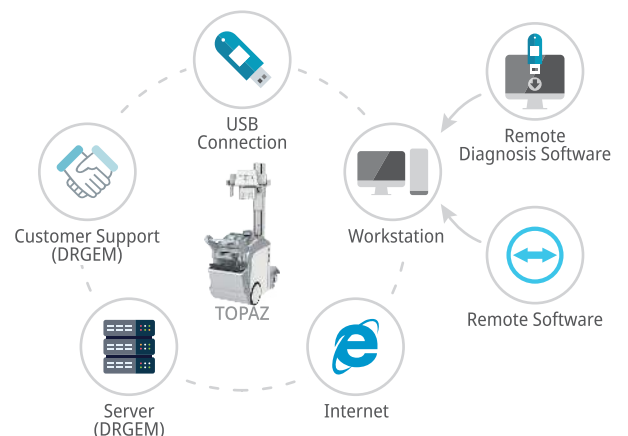 USB
Connection
Remote
Diagnosis Software
Customer Support
(DRGEM)
Workstation
TOPAZ
Remote Software
Server
(DRGEM)
Internet